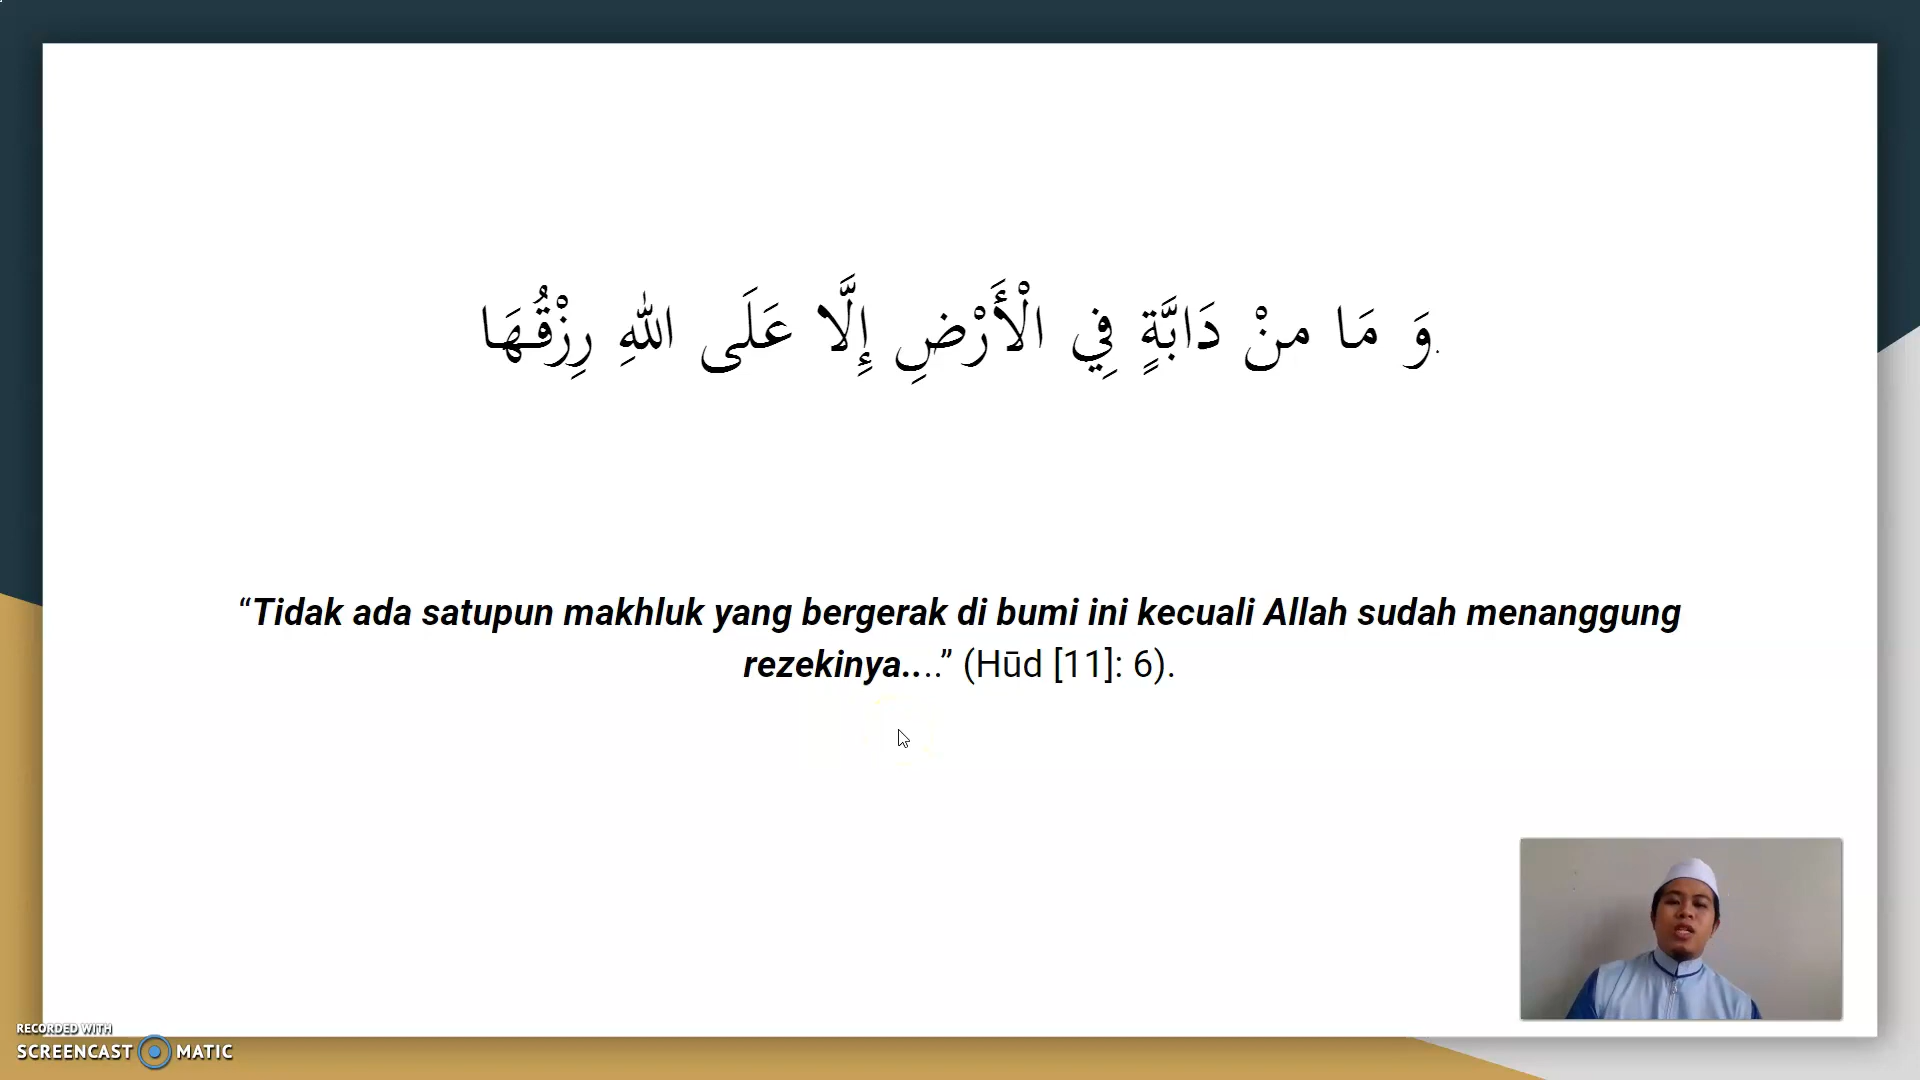 وَ مَا منْ دَابَّةٍ فِي الْأَرْضِ إِلَّا عَلَى اللهِ رِزْقُـهَا.
“Tidak ada satupun makhluk yang bergerak di bumi ini kecuali Allah sudah menanggung
rezekinya....” (Hūd [11]: 6).
RECORDED WITH
SCREENCAST MATIC